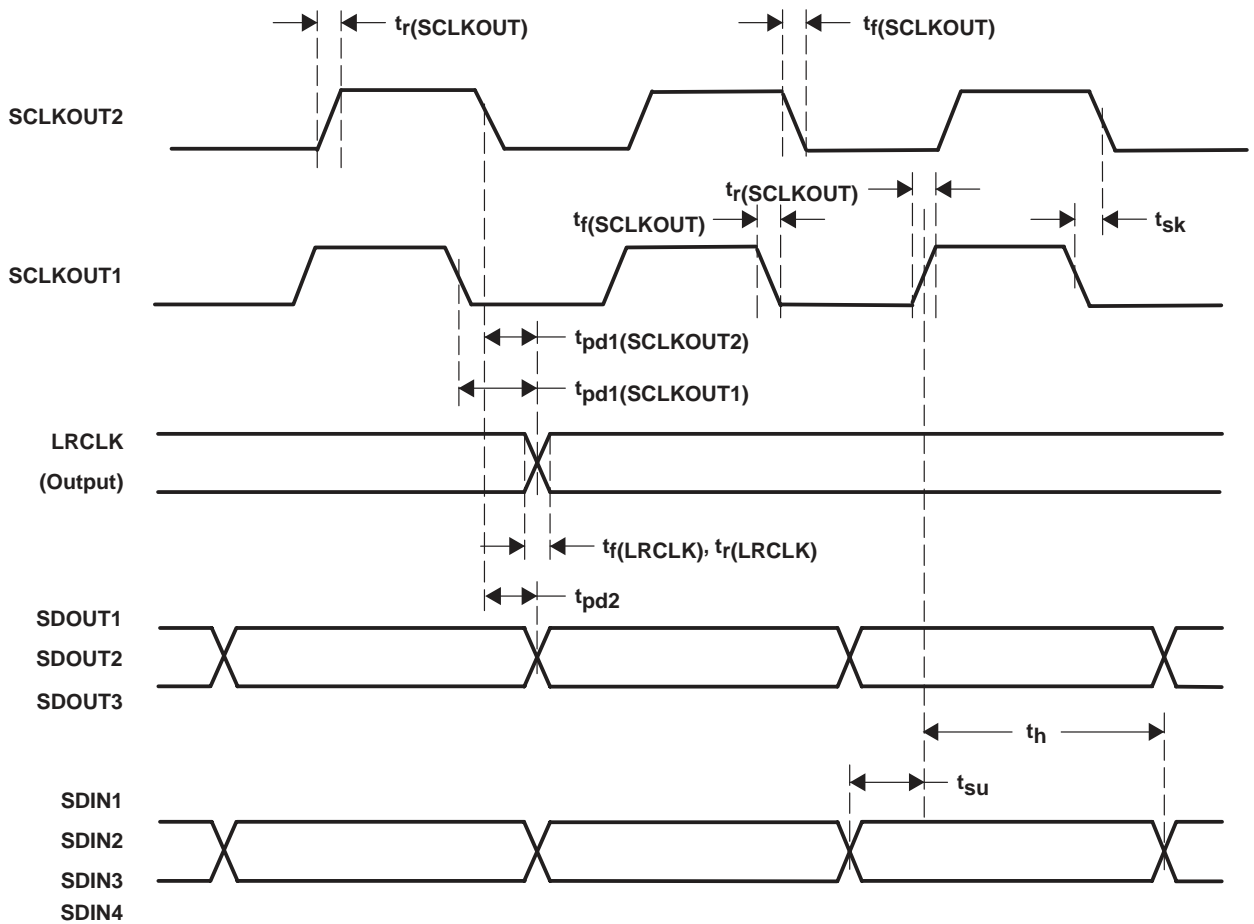 tr(SCLKOUT)
tf(SCLKOUT)
SCLKOUT2
tr(SCLKOUT)
tf(SCLKOUT)
tsk
SCLKOUT1
tpd1(SCLKOUT2)
tpd1(SCLKOUT1)
LRCLK
(Output)
tf(LRCLK), tr(LRCLK)
tpd2
SDOUT1
SDOUT2
SDOUT3
th
tsu
SDIN1
SDIN2
SDIN3
SDIN4